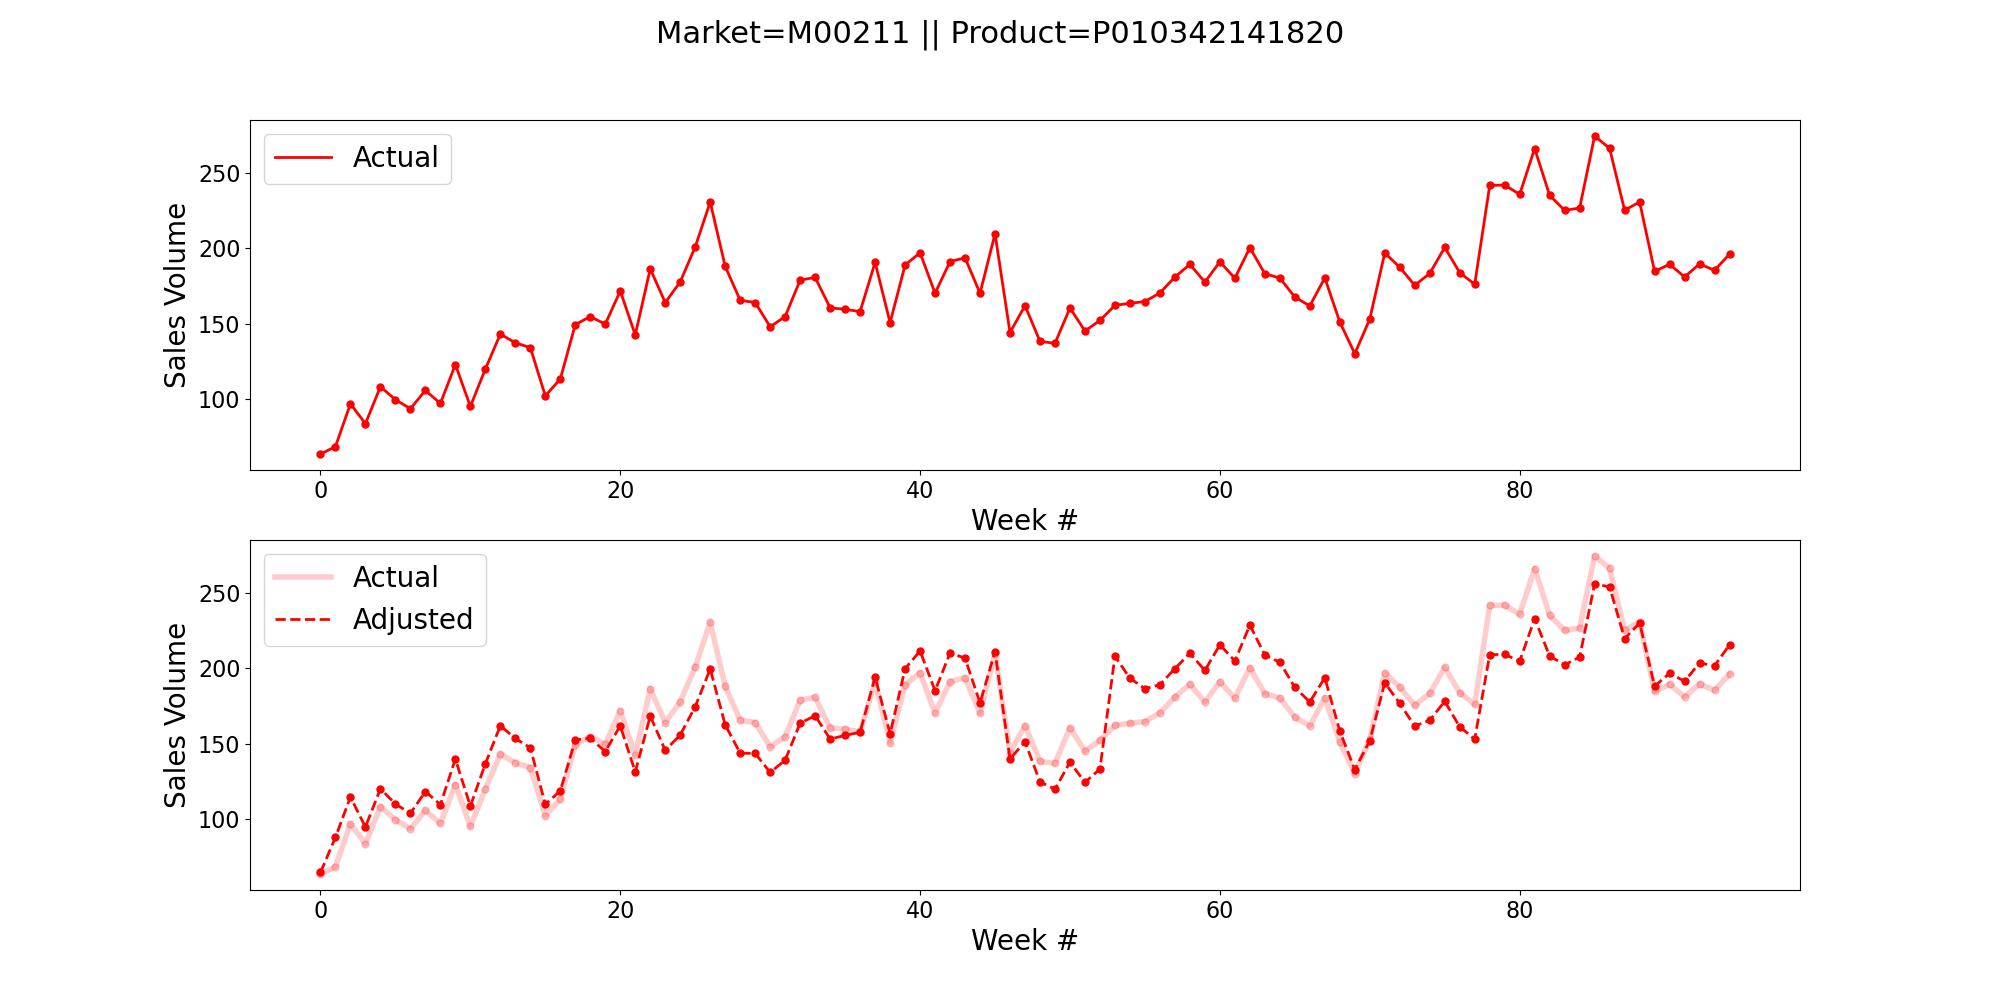 Market=M00211 || Product=P010342141820
Actual
250
200
150
100
Sales Volume
0 20 40 60 80
Week #
Actual
Adjusted
250
200
150
100
Sales Volume
0 20 40 60 80
Week #